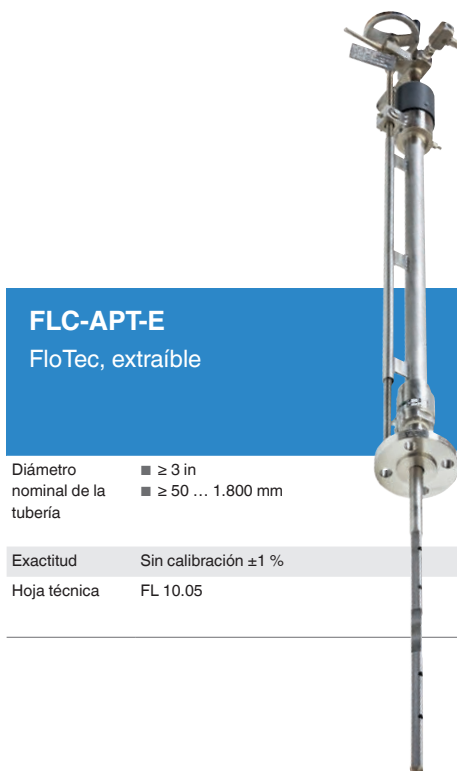 FLC-APT-E
FloTec, extraíble
Diámetro
nominal de la
tubería
■ ≥ 3 in
■ ≥ 50 … 1.800 mm
Exactitud Sin calibración ±1 %
Hoja técnica FL 10.05